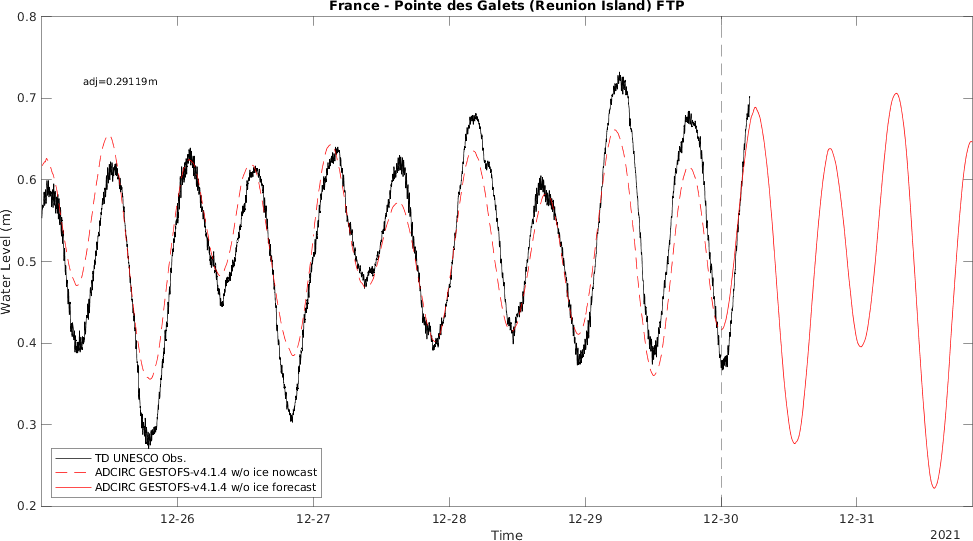 France - Pointe des Galets (Reunion Island) FTP
0.8
0.7
0.6
0.5
0.4
0.3
0.2
Water Level (m)
adj=0.29119m
TD UNESCO Obs.
ADCIRC GESTOFS-v4.1.4 w/o ice nowcast
ADCIRC GESTOFS-v4.1.4 w/o ice forecast
12-26 12-27 12-28 12-29 12-30 12-31
Time
2021